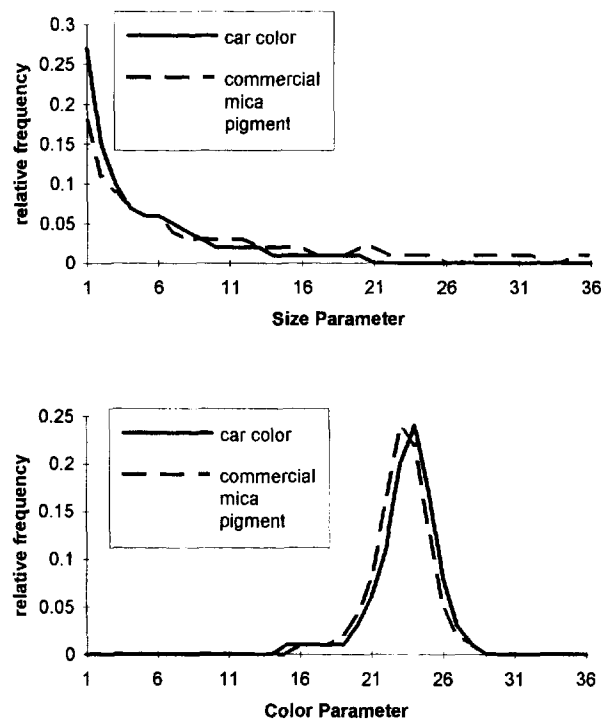 0.3
0.25
0.2
0.15
0.1
0.05
0
relative frequency
car color
commercial
mica
pigment
1 6 11 16 21 26 31 36
Size Parameter
0.25
0.2
0.15
0.1
0.05
0
relative frequency
car color
commercial
mica
pigment
1 6 11 16 21 26 31 36
Color Parameter